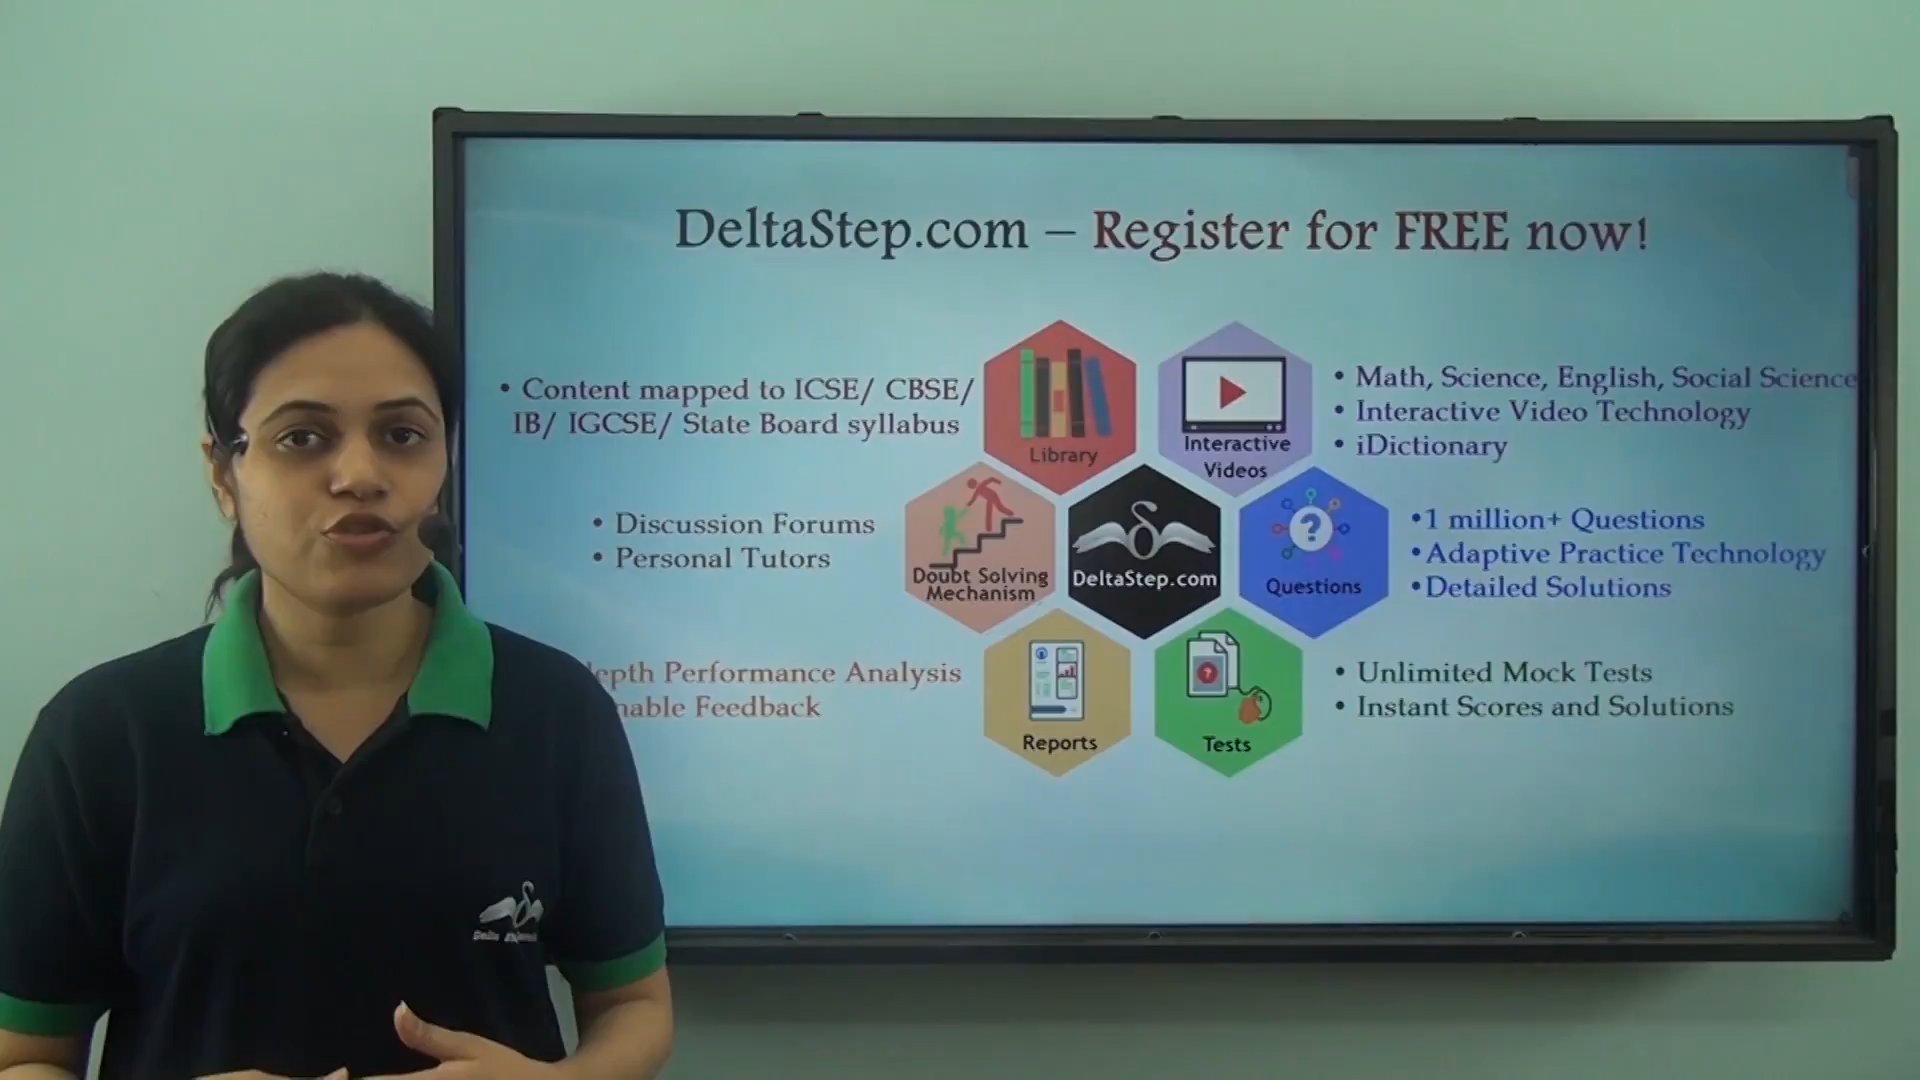 DeltaStep.com – Register for FREE now!
• Content mapped to ICSE/ CBSE/
IB/ IGCSE/ State Board syllabus
Library
Interactive
Videos
• Math, Science, English, Social Science
• Interactive Video Technology
• iDictionary
• Discussion Forums
• Personal Tutors
Doubt Solving
Mechanism
DeltaStep.com
?
Questions
•1 million+ Questions
•Adaptive Practice Technology
•Detailed Solutions
Performance Analysis
Feedback
Reports
?
Tests
• Unlimited Mock Tests
• Instant Scores and Solutions
Delta